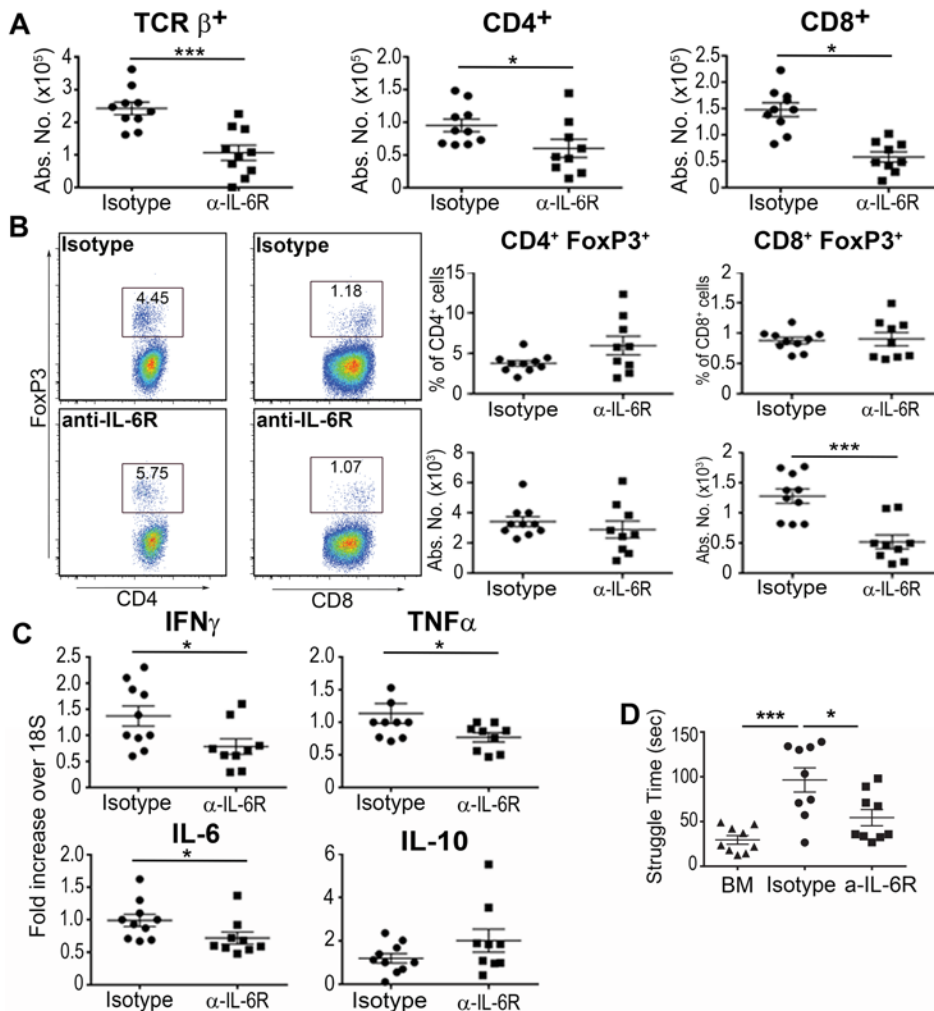 A
TCR β+
CD4+
CD8+
***
*
*
Abs. No. (x10⁵)
4
3
2
1
0
Isotype
α-IL-6R
Abs. No. (x10⁵)
2.0
1.5
1.0
0.5
0.0
Isotype
α-IL-6R
Abs. No. (x10⁵)
2.5
2.0
1.5
1.0
0.5
0
Isotype
α-IL-6R
B
Isotype
4.45
Isotype
1.18
anti-IL-6R
5.75
1.07
FoxP3
CD4
CD8
CD4⁺ FoxP3⁺
% of CD4⁺ cells
15
10
5
0
Isotype
α-IL-6R
CD8⁺ FoxP3⁺
% of CD8⁺ cells
2.0
1.5
1.0
0.5
0
Isotype
α-IL-6R
Abs. No. (x10³)
8
6
4
2
0
Isotype
α-IL-6R
***
Abs. No. (x10³)
2.0
1.5
1.0
0.5
0
Isotype
α-IL-6R
C
Fold increase over 18S
IFNγ
*
2.5
2.0
1.5
1.0
0.5
0
Isotype
α-IL-6R
TNFα
*
2.0
1.5
1.0
0.5
0
Isotype
α-IL-6R
IL-6
*
2.0
1.5
1.0
0.5
0
Isotype
α-IL-6R
IL-10
6
4
2
0
Isotype
α-IL-6R
D
***
*
Struggle Time (sec)
150
100
50
0
BM
Isotype
a-IL-6R